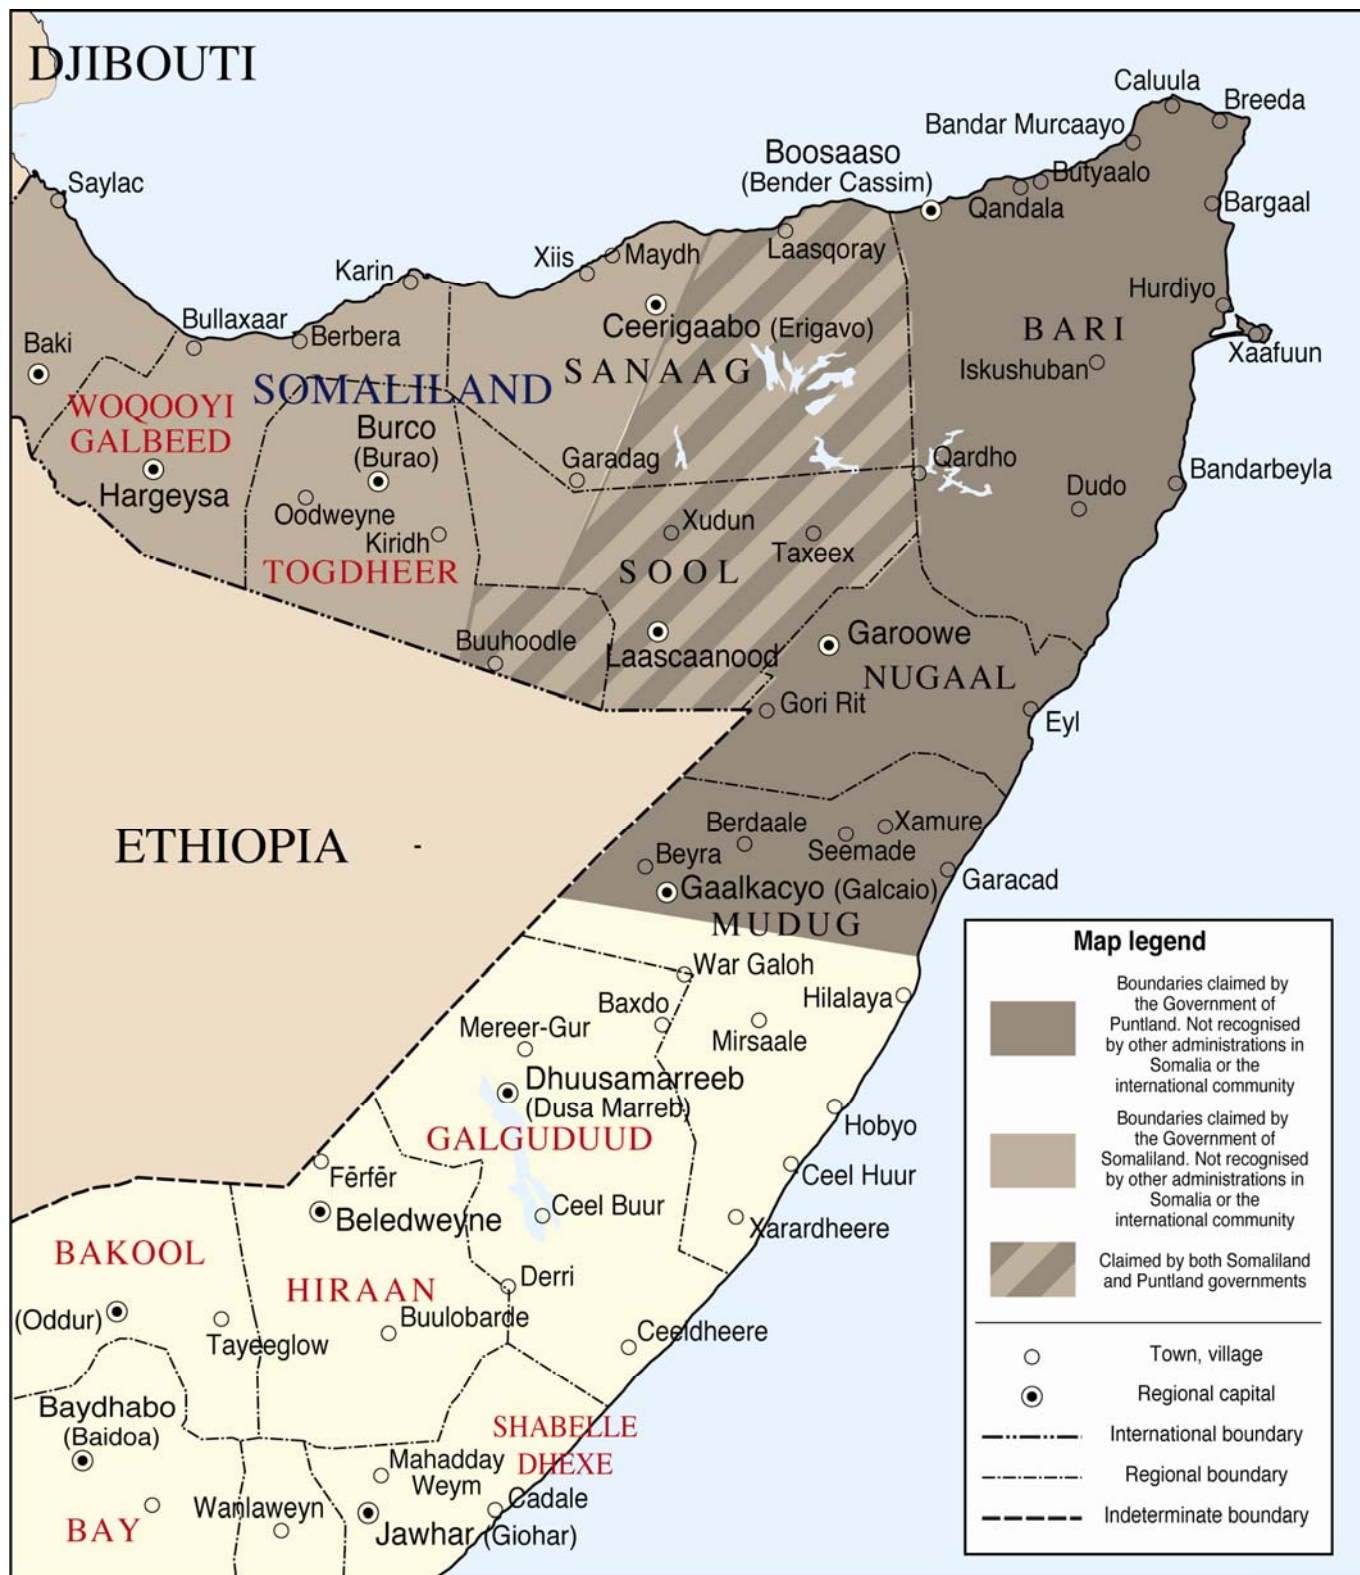 DJIBOUTI
Caluula
Breeda
Bandar Murcaayo
Boosaaso
(Bender Cassim)
Butyaalo
Qandala
Bargaal
Saylac
Laasqoray
Maydh
Xiis
Karin
Hurdiyo
Bullaxaar
Berbera
Ceerigaabo (Erigavo)
BARI
Xaafuun
Baki
SANAAG
Iskushuban
SOMALILAND
WOQOOYI
GALBEED
Burco
(Burao)
Garadag
Qardho
Bandarbeyla
Hargeysa
Dudo
Oodweyne
Xudun
Kiridh
Taxeex
TOGDHEER
SOOL
Buuhoodle
Laascaanood
Garoowe
NUGAAL
Gori Rit
Eyl
ETHIOPIA
-
Berdaale
Xamure
Seemade
Beyra
Gaalkacyo (Galcaio)
Garacad
MUDUG
War Galoh
Hilalaya
Baxdo
Mereer-Gur
Mirsaale
Dhuusamarreeb
(Dusa Marreb)
Hobyo
GALGUDUUD
Fērfēr
Ceel Huur
Ceel Buur
Beledweyne
Xarardheere
BAKOOL
Derri
HIRAAN
(Oddur)
Buulobarde
Tayeeglow
Ceeldheere
Baydhabo
(Baidoa)
SHABELLE
DHEXE
Mahadday
Weym
Cadale
Wanlaweyn
BAY
Jawhar (Giohar)
Map legend
Boundaries claimed by
the Government of
Puntland. Not recognised
by other administrations in
Somalia or the
international community
Boundaries claimed by
the Government of
Somaliland. Not recognised
by other administrations in
Somalia or the
international community
Claimed by both Somaliland
and Puntland governments
Town, village
Regional capital
International boundary
Regional boundary
Indeterminate boundary